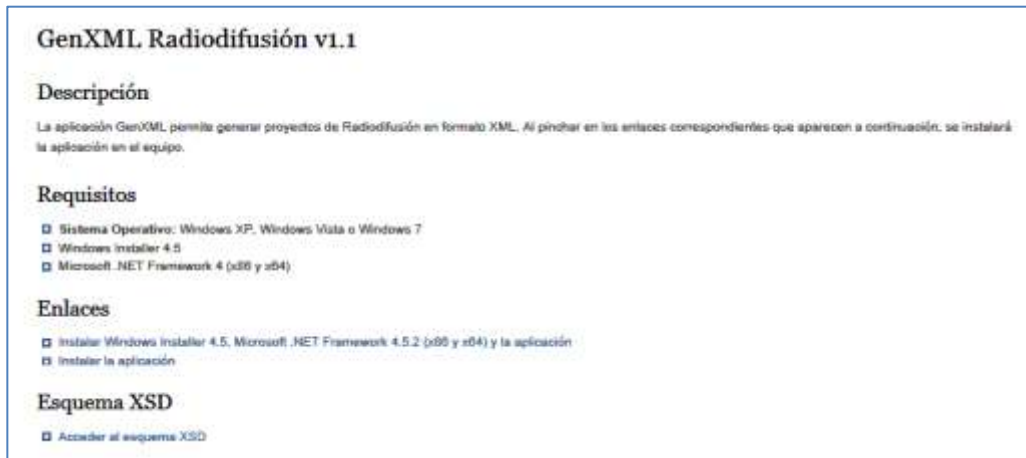 GenXML Radiodifusión v1.1
Descripción
La aplicación GenXML permite generar proyectos de Radiodifusión en formato XML. Al pinchar en los enlaces correspondientes que aparecen a continuación, se instalará
la aplicación en el equipo.
Requisitos
Sistema Operativo: Windows XP, Windows Vista o Windows 7
Windows Installer 4.5
Microsoft .NET Framework 4 (x86 y x64)
Enlaces
Instalar Windows Installer 4.5, Microsoft .NET Framework 4.5.2 (x86 y x64) y la aplicación
Instalar la aplicación
Esquema XSD
Acceder al esquema XSD